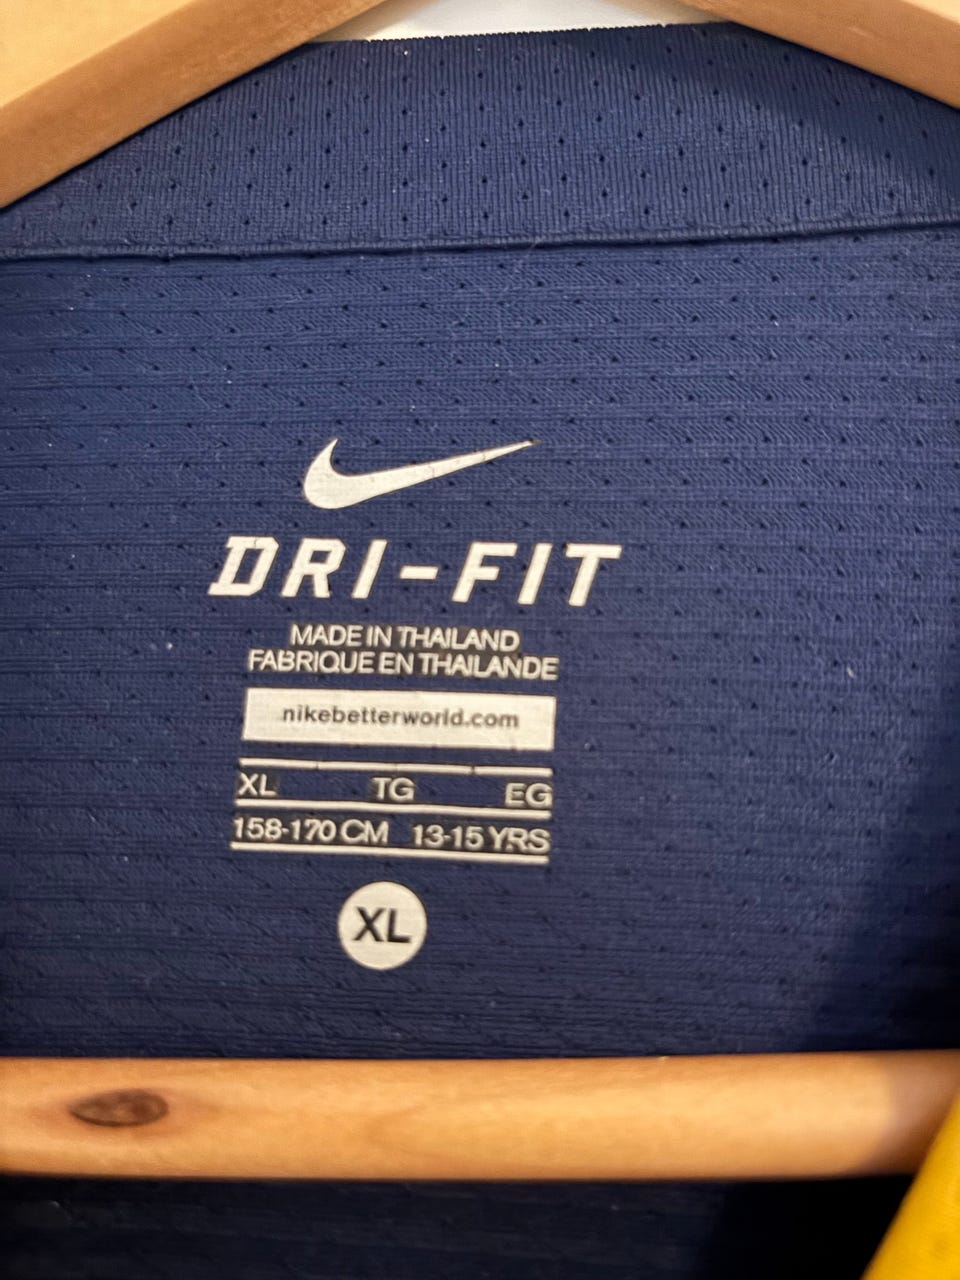 DRI-FIT
MADE IN THAILAND
FABRIQUE EN THAILANDE
nikebetterworld.com
XL TG EG
158-170 CM 13-15 YRS
XL